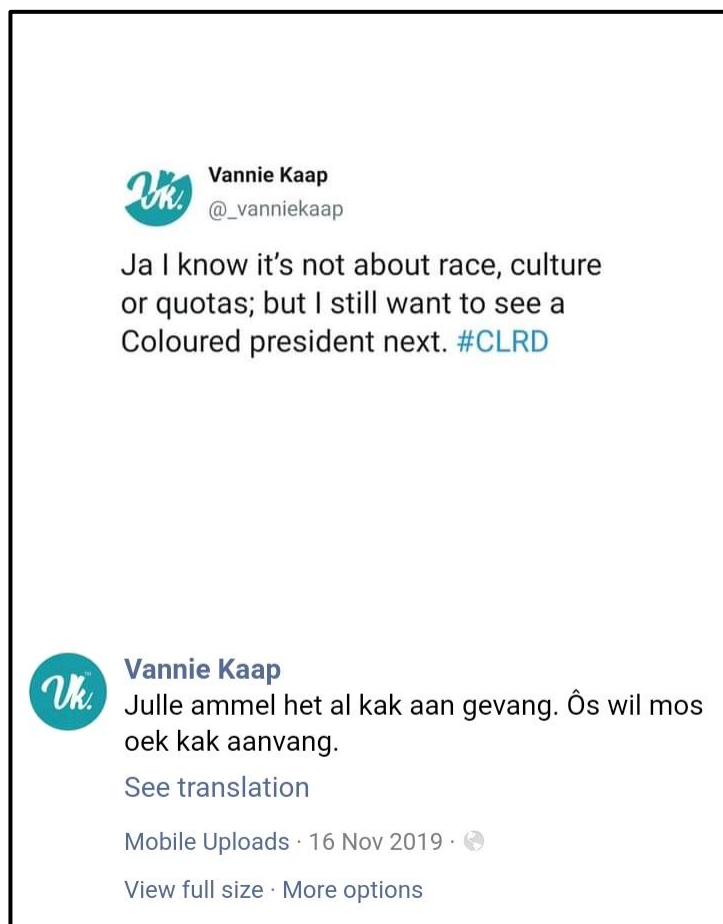 Vk.
Vannie Kaap
@_vanniekaap
Ja I know it's not about race, culture
or quotas; but I still want to see a
Coloured president next. #CLRD
Vk.
Vannie Kaap
Julle ammel het al kak aan gevang. Ôs wil mos
oek kak aanvang.
See translation
Mobile Uploads · 16 Nov 2019 ·
View full size · More options